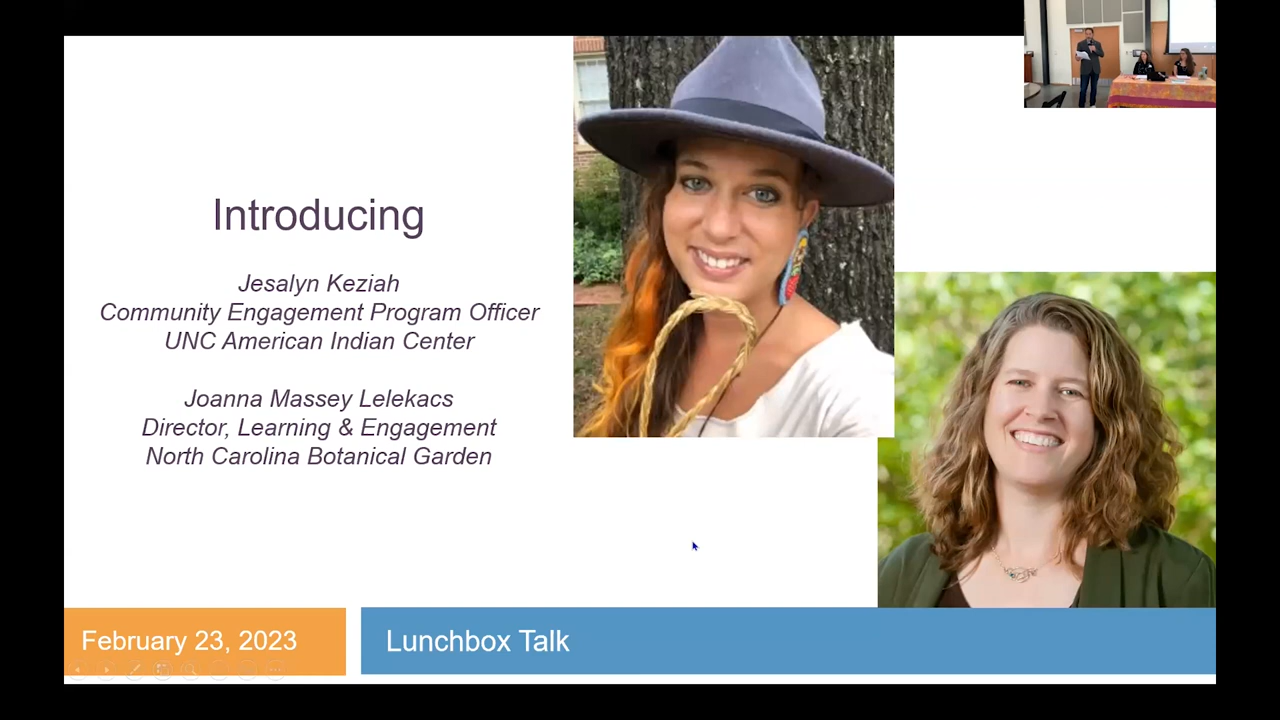 Introducing
Jesalyn Keziah
Community Engagement Program Officer
UNC American Indian Center
Joanna Massey Lelekacs
Director, Learning & Engagement
North Carolina Botanical Garden
February 23, 2023
Lunchbox Talk